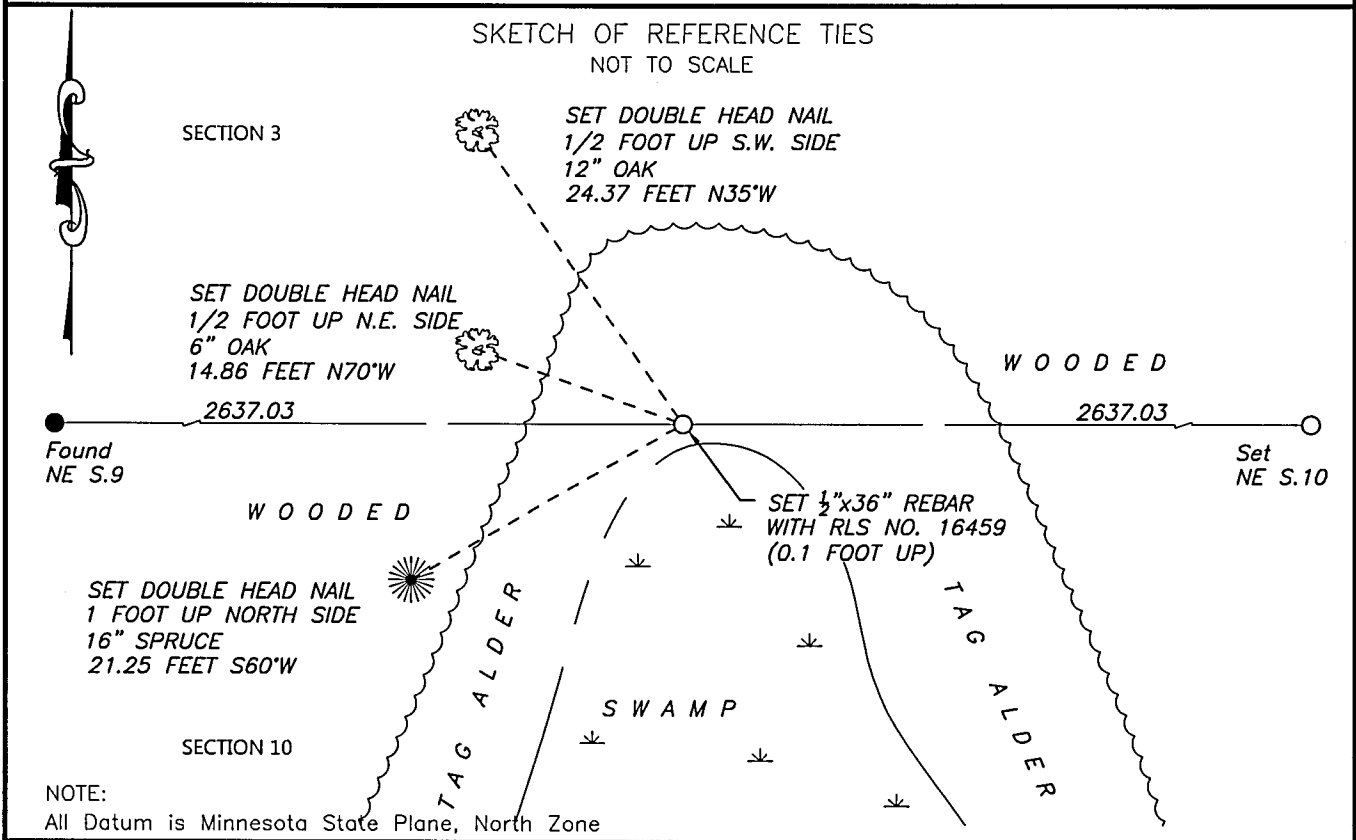 SKETCH OF REFERENCE TIES
NOT TO SCALE
SECTION 3
SET DOUBLE HEAD NAIL
1/2 FOOT UP S.W. SIDE
12" OAK
24.37 FEET N35°W
SET DOUBLE HEAD NAIL
1/2 FOOT UP N.E. SIDE
6" OAK
14.86 FEET N70°W
WOODED
2637.03
2637.03
Found
NE S.9
Set
NE S.10
WOODED
SET 1/2"x36" REBAR
WITH RLS NO. 16459
(0.1 FOOT UP)
SET DOUBLE HEAD NAIL
1 FOOT UP NORTH SIDE
16" SPRUCE
21.25 FEET S60°W
TAG ALDER
TAG ALDER
SWAMP
SECTION 10
NOTE:
All Datum is Minnesota State Plane, North Zone